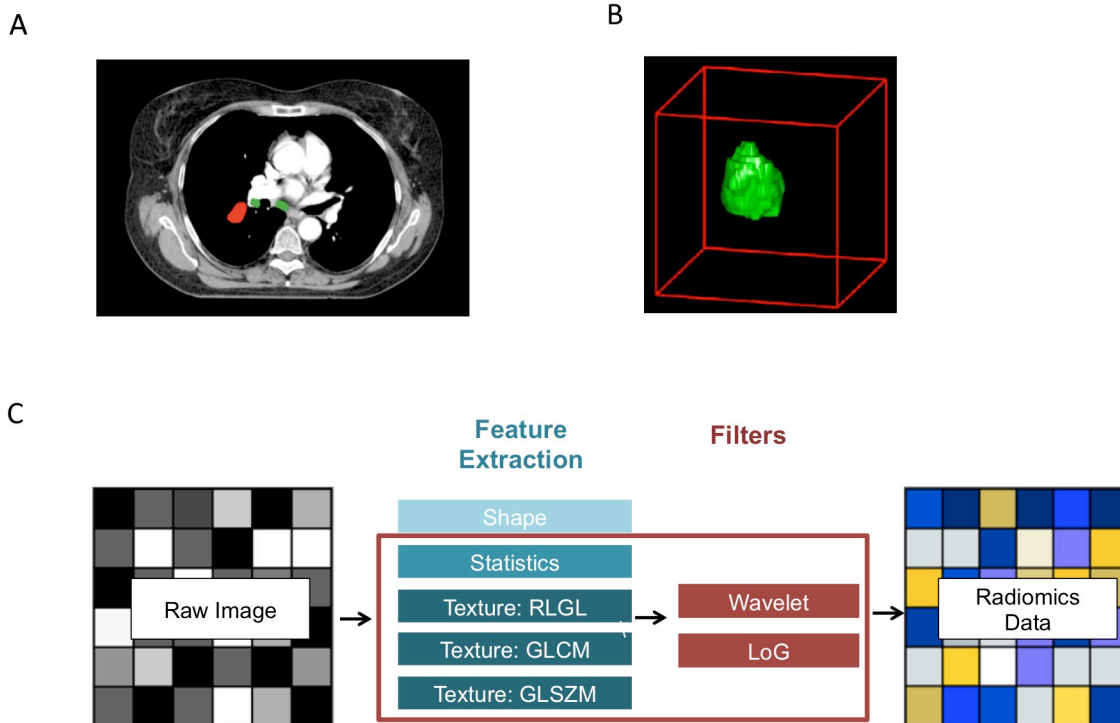 A
B
C
Feature
Extraction
Filters
Shape
Statistics
Raw Image
Texture: RLGL
Wavelet
Radiomics
Data
Texture: GLCM
LoG
Texture: GLSZM